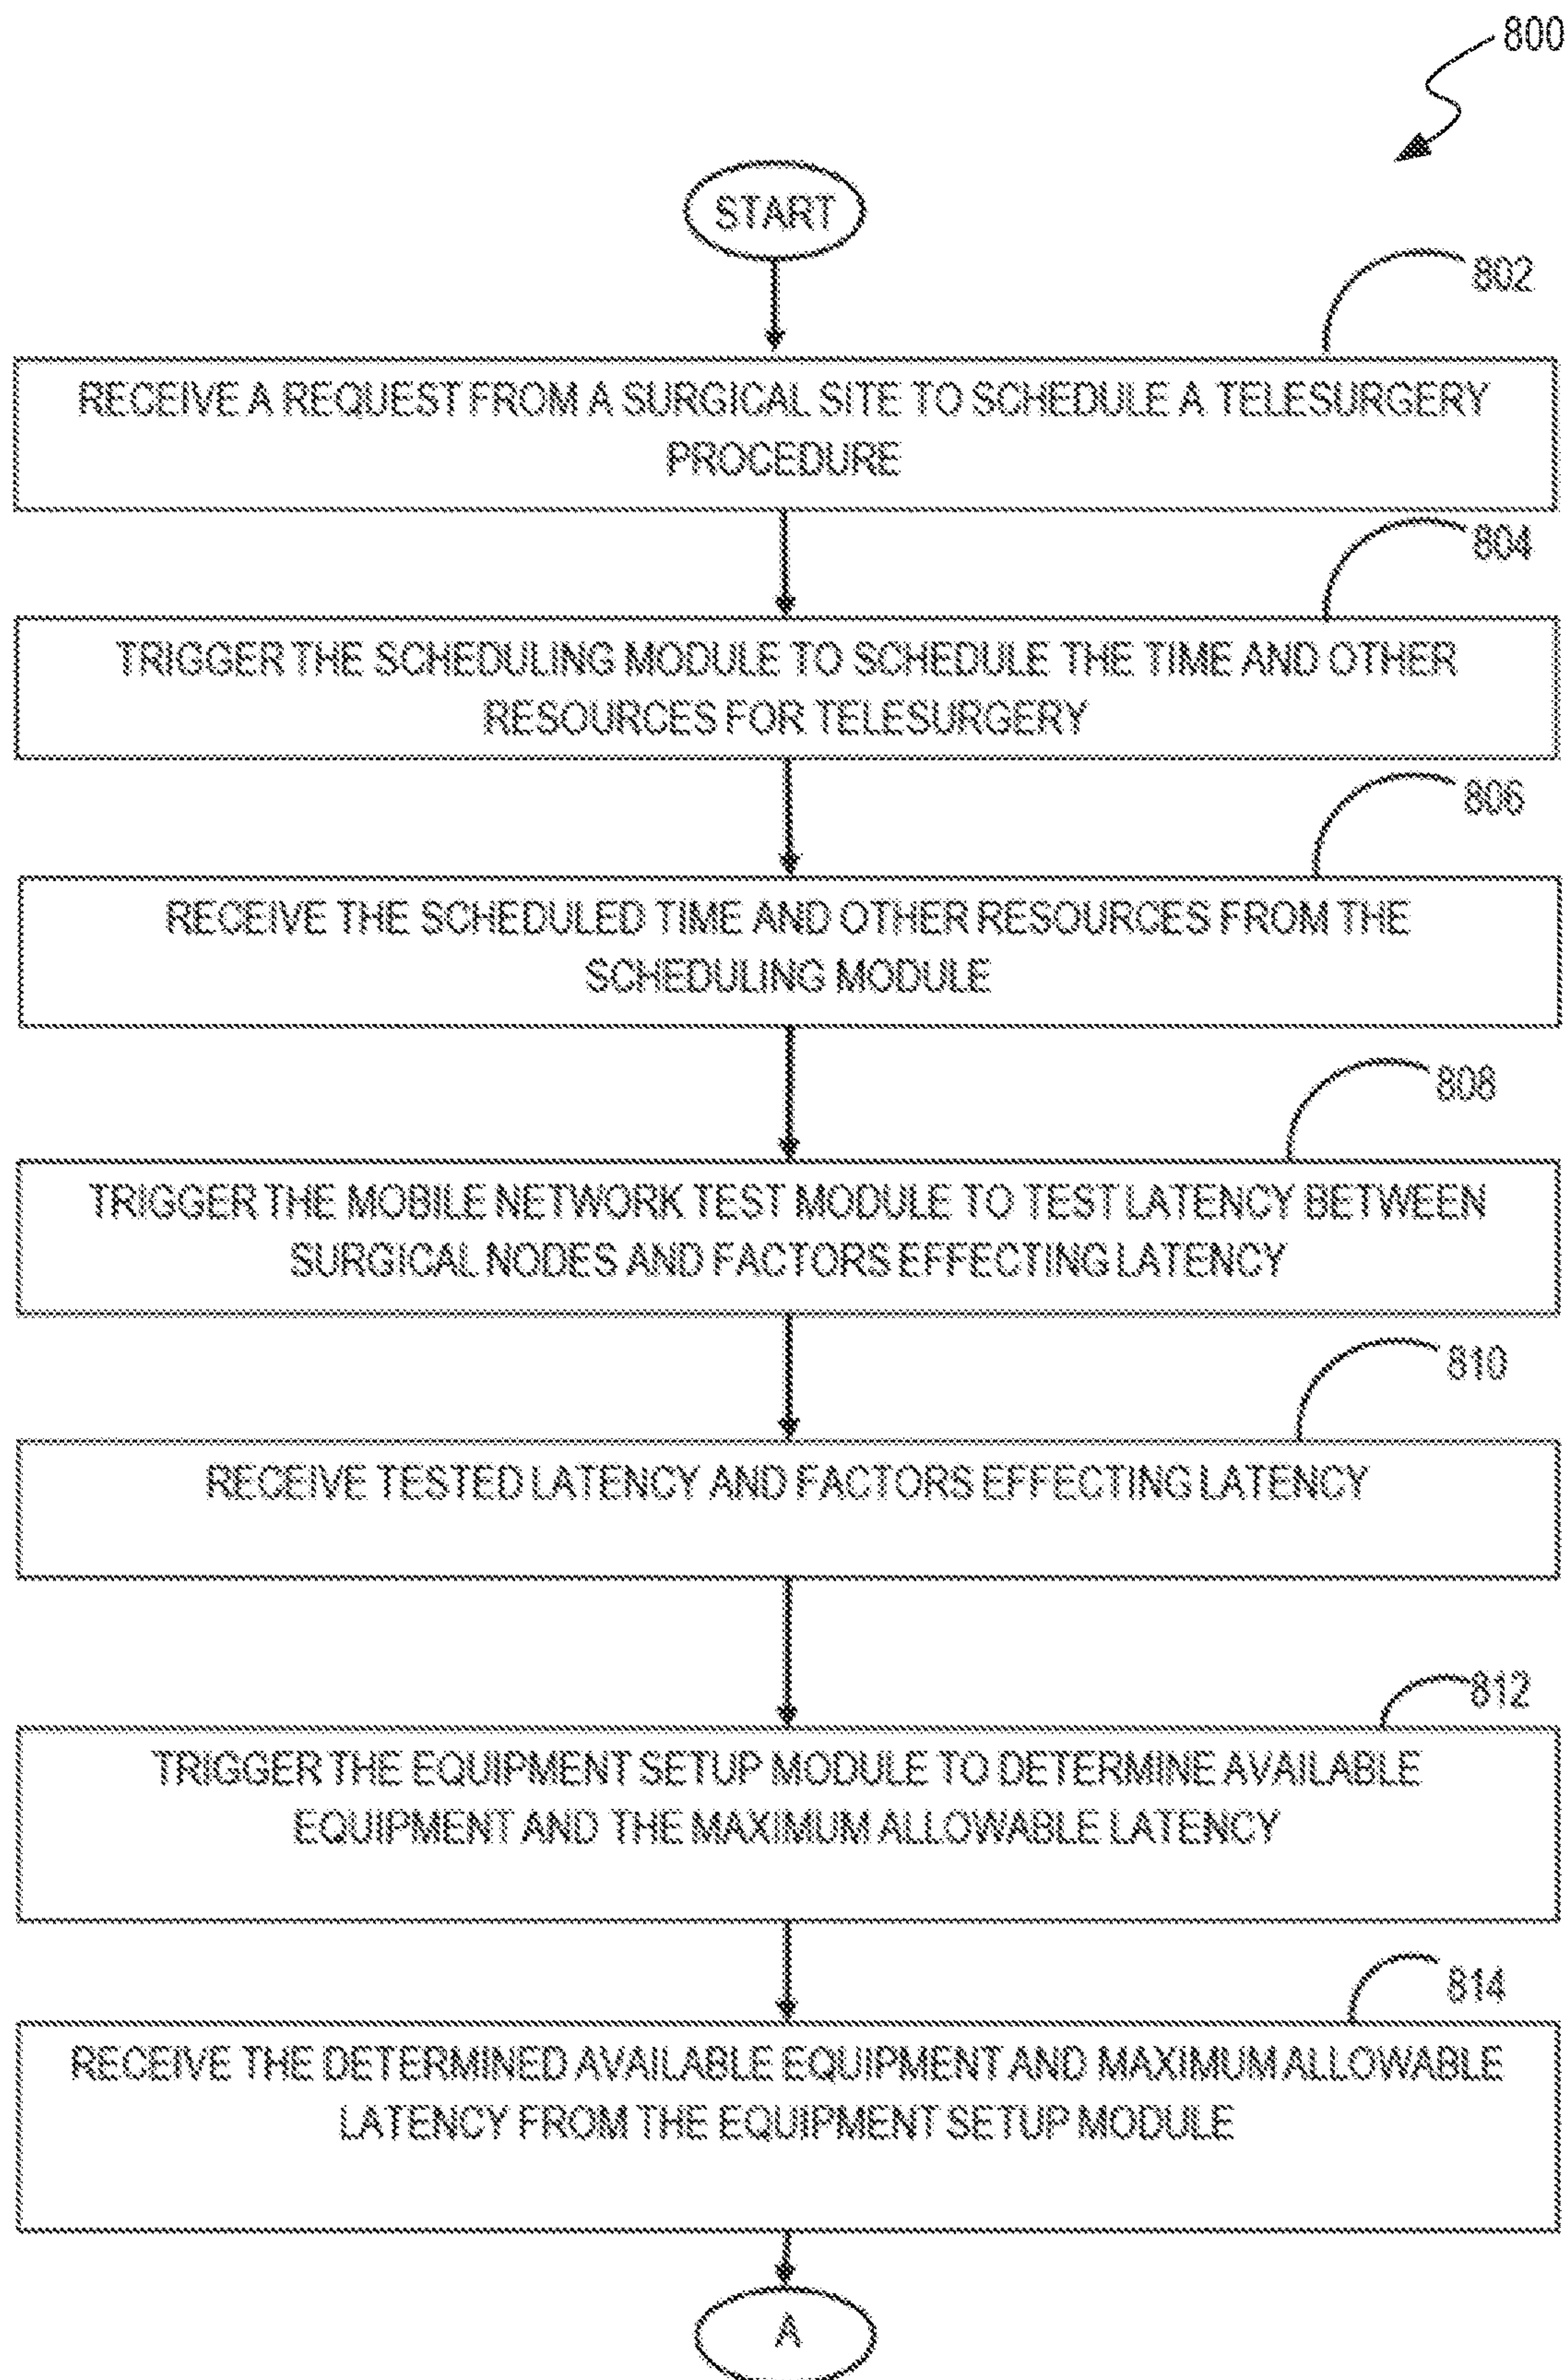 800
START
802
RECEIVE A REQUEST FROM A SURGICAL SITE TO SCHEDULE A TELESURGERY
PROCEDURE
804
TRIGGER THE SCHEDULING MODULE TO SCHEDULE THE TIME AND OTHER
RESOURCES FOR TELESURGERY
806
RECEIVE THE SCHEDULED TIME AND OTHER RESOURCES FROM THE
SCHEDULING MODULE
808
TRIGGER THE MOBILE NETWORK TEST MODULE TO TEST LATENCY BETWEEN
SURGICAL NODES AND FACTORS EFFECTING LATENCY
810
RECEIVE TESTED LATENCY AND FACTORS EFFECTING LATENCY
812
TRIGGER THE EQUIPMENT SETUP MODULE TO DETERMINE AVAILABLE
EQUIPMENT AND THE MAXIMUM ALLOWABLE LATENCY
814
RECEIVE THE DETERMINED AVAILABLE EQUIPMENT AND MAXIMUM ALLOWABLE
LATENCY FROM THE EQUIPMENT SETUP MODULE
A